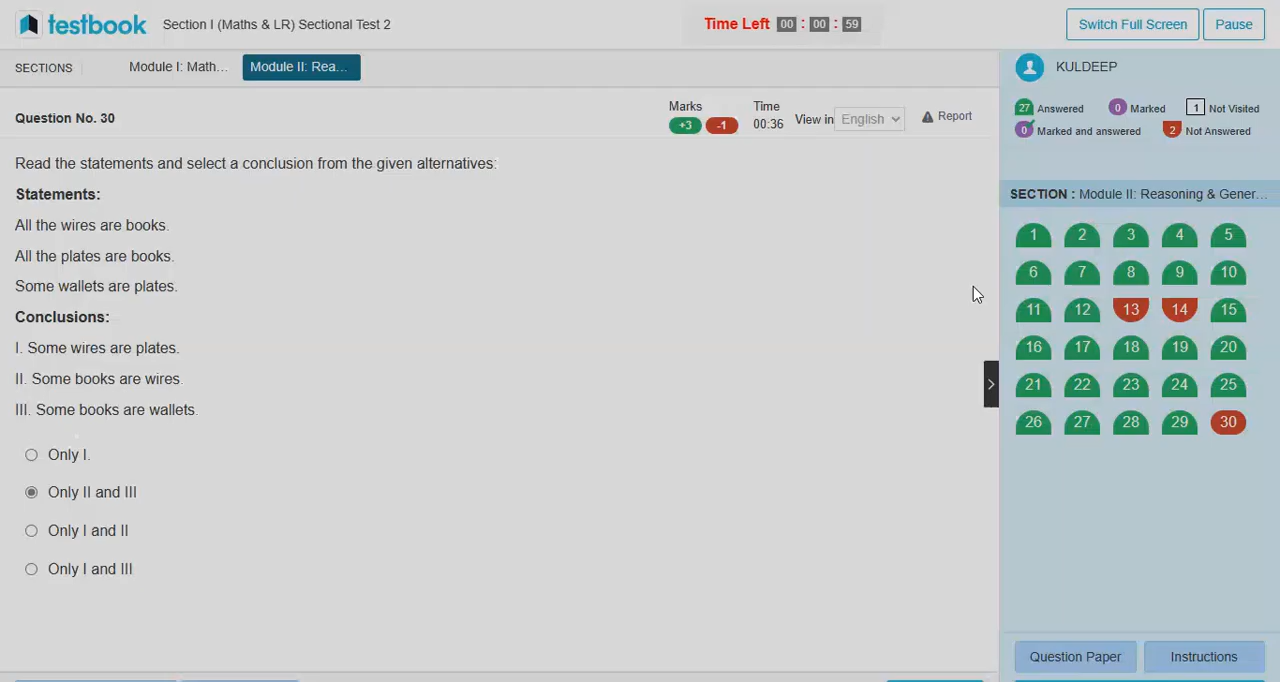 testbook Section I (Maths & LR) Sectional Test 2 Time Left 00 : 00 : 59 Switch Full Screen Pause
SECTIONS Module I: Math... Module II: Rea... KULDEEP
Question No. 30 Marks +3 -1 Time 00:36 View in English Report
27 Answered 0 Marked 1 Not Visited
0 Marked and answered 2 Not Answered
Read the statements and select a conclusion from the given alternatives:
Statements:
All the wires are books.
All the plates are books.
Some wallets are plates.
Conclusions:
I. Some wires are plates.
II. Some books are wires.
III. Some books are wallets.
Only I.
Only II and III
Only I and II
Only I and III
SECTION : Module II: Reasoning & Gener...
1 2 3 4 5
6 7 8 9 10
11 12 13 14 15
16 17 18 19 20
21 22 23 24 25
26 27 28 29 30
Question Paper Instructions